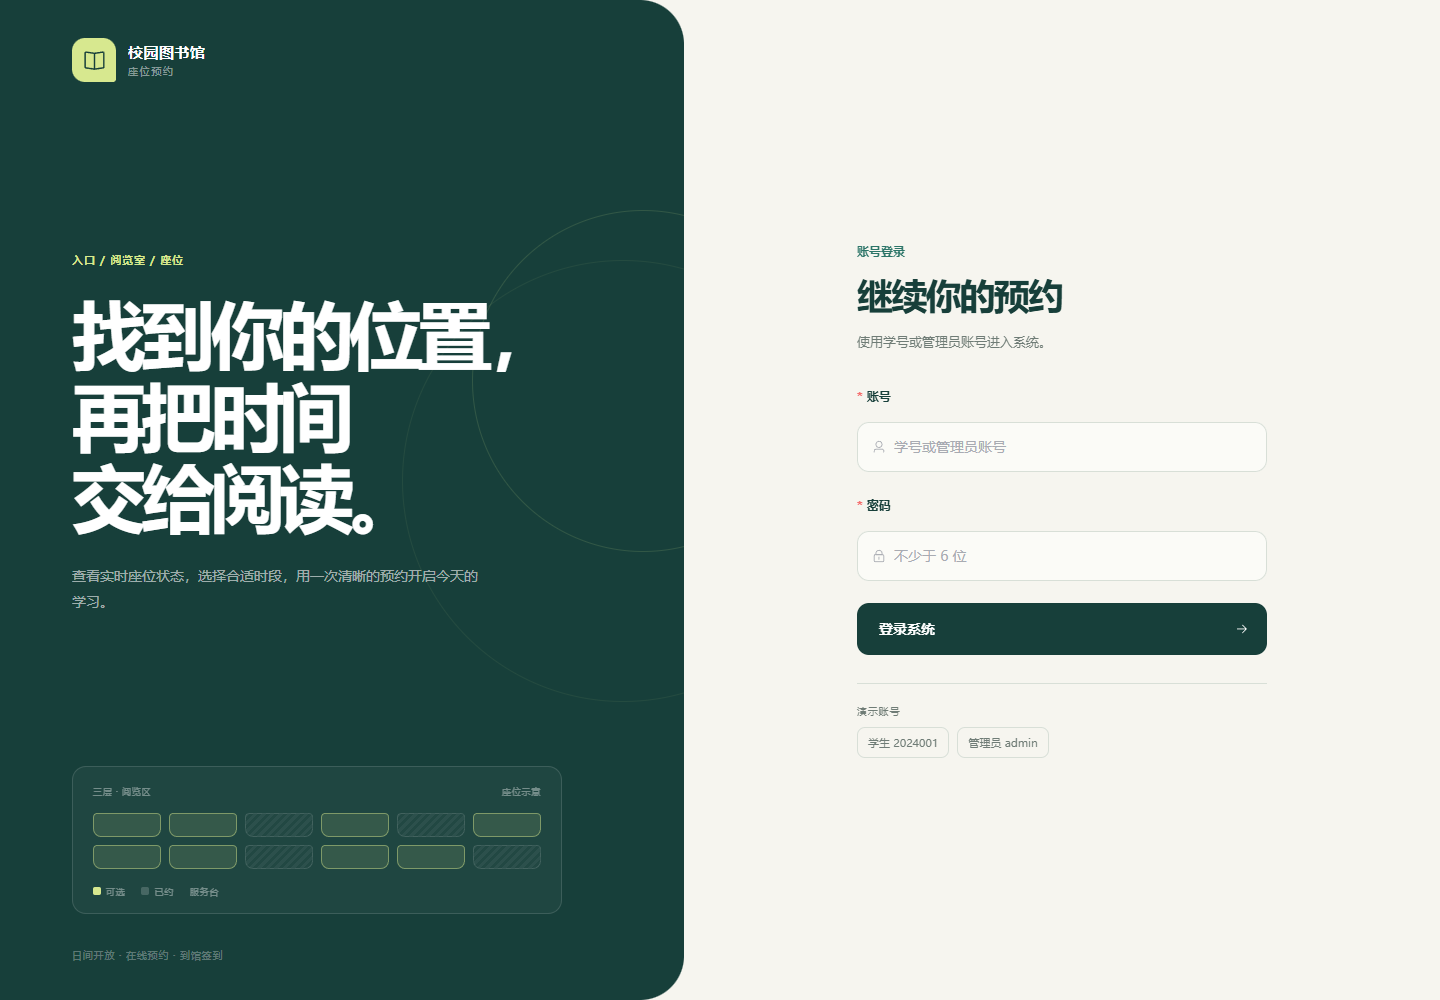 校园图书馆
座位预约
入口 / 阅览室 / 座位
找到你的位置,
再把时间
交给阅读。
查看实时座位状态，选择合适时段，用一次清晰的预约开启今天的
学习。
三层 · 阅览区
座位示意
可选
已约
服务台
日间开放 · 在线预约 · 到馆签到
账号登录
继续你的预约
使用学号或管理员账号进入系统。
* 账号
学号或管理员账号
* 密码
不少于 6 位
登录系统 →
演示账号
学生 2024001
管理员 admin